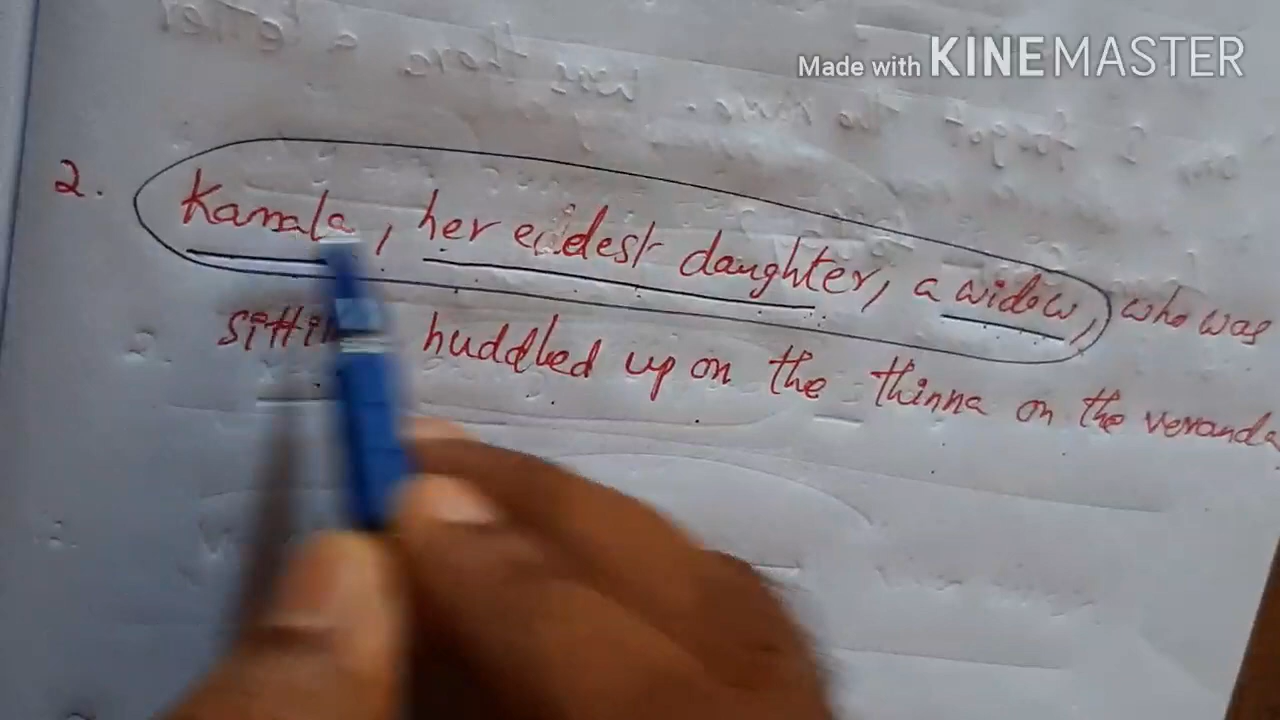 Made with KINEMASTER
2. Kamala, her eldest daughter, a widow, who was
huddled up on the thinna on the veranda